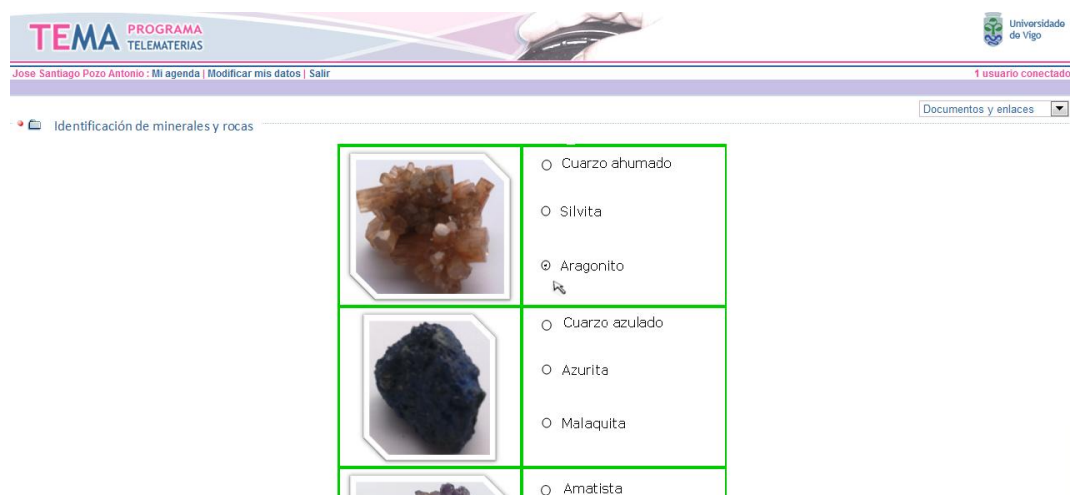 TEMA PROGRAMA
TELEMATERIAS
Universidade
de Vigo
Jose Santiago Pozo Antonio : Mi agenda | Modificar mis datos | Salir
1 usuario conectado
Documentos y enlaces
Identificación de minerales y rocas
Cuarzo ahumado
Silvita
Aragonito
Cuarzo azulado
Azurita
Malaquita
Amatista